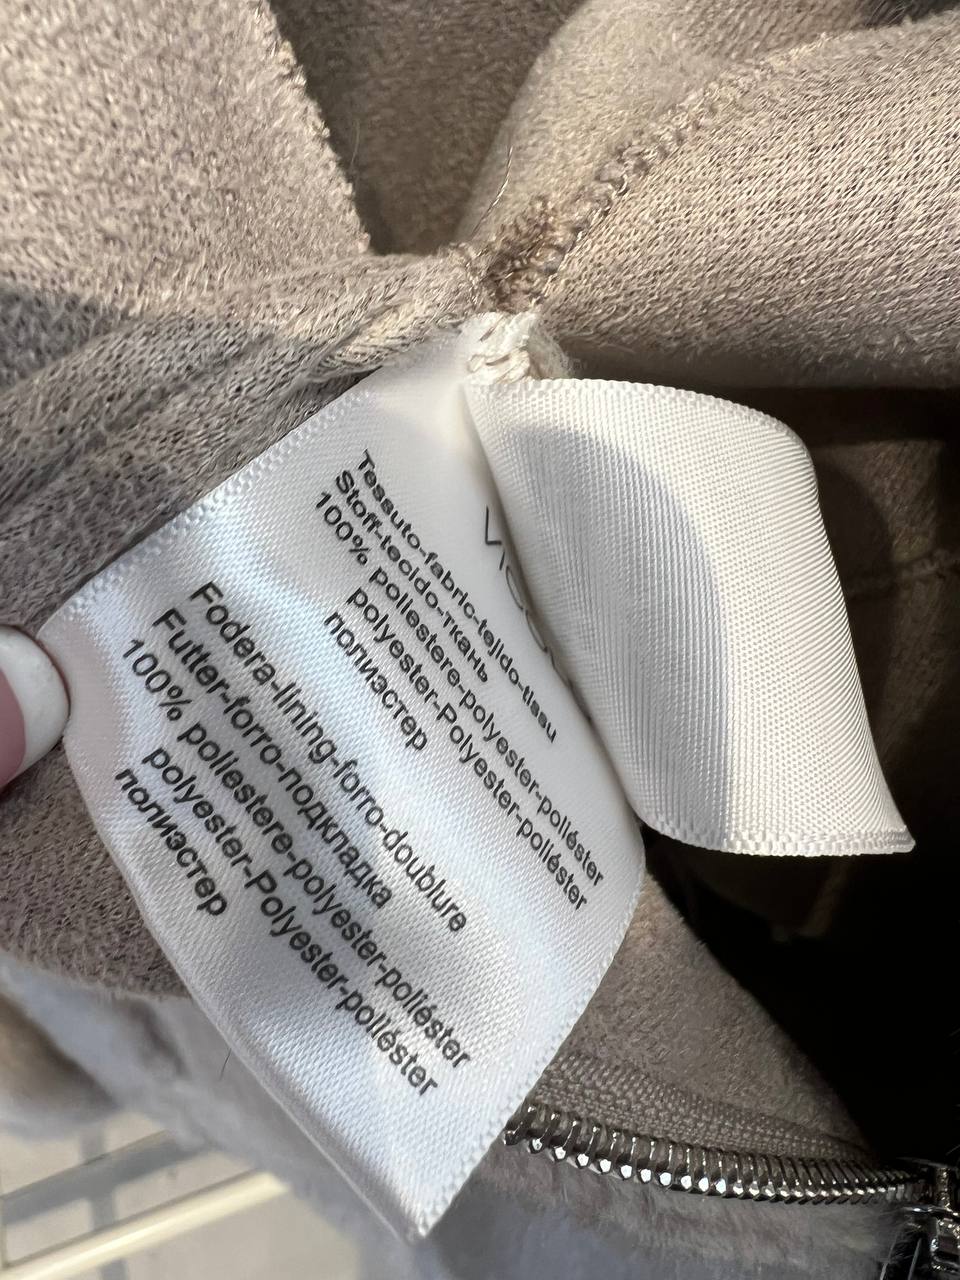 Tessuto-fabric-tejido-tissu
Stoff-tecido-ткань
100% poliestere-polyester-poliéster
polyester-Polyester-poliéster
полиэстер
Fodera-lining-forro-doublure
Futter-forro-подкладка
100% poliestere-polyester-poliéster
polyester-Polyester-poliéster
полиэстер